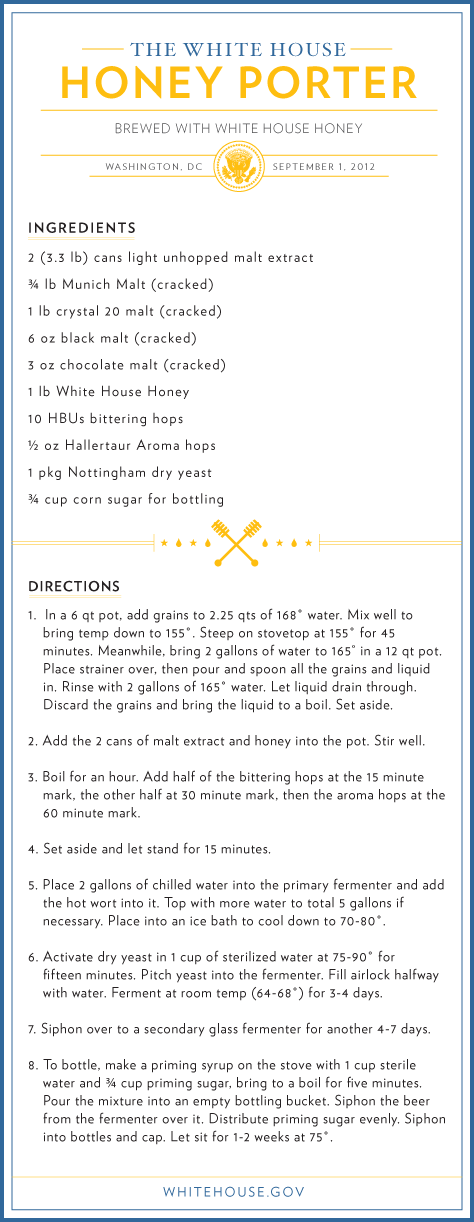 THE WHITE HOUSE
HONEY PORTER
BREWED WITH WHITE HOUSE HONEY
WASHINGTON, DC SEPTEMBER 1, 2012
INGREDIENTS
2 (3.3 lb) cans light unhopped malt extract
¾ lb Munich Malt (cracked)
1 lb crystal 20 malt (cracked)
6 oz black malt (cracked)
3 oz chocolate malt (cracked)
1 lb White House Honey
10 HBUs bittering hops
½ oz Hallertaur Aroma hops
1 pkg Nottingham dry yeast
¾ cup corn sugar for bottling
DIRECTIONS
1. In a 6 qt pot, add grains to 2.25 qts of 168˚ water. Mix well to
bring temp down to 155˚. Steep on stovetop at 155˚ for 45
minutes. Meanwhile, bring 2 gallons of water to 165˚ in a 12 qt pot.
Place strainer over, then pour and spoon all the grains and liquid
in. Rinse with 2 gallons of 165˚ water. Let liquid drain through.
Discard the grains and bring the liquid to a boil. Set aside.
2. Add the 2 cans of malt extract and honey into the pot. Stir well.
3. Boil for an hour. Add half of the bittering hops at the 15 minute
mark, the other half at 30 minute mark, then the aroma hops at the
60 minute mark.
4. Set aside and let stand for 15 minutes.
5. Place 2 gallons of chilled water into the primary fermenter and add
the hot wort into it. Top with more water to total 5 gallons if
necessary. Place into an ice bath to cool down to 70-80˚.
6. Activate dry yeast in 1 cup of sterilized water at 75-90˚ for
fifteen minutes. Pitch yeast into the fermenter. Fill airlock halfway
with water. Ferment at room temp (64-68˚) for 3-4 days.
7. Siphon over to a secondary glass fermenter for another 4-7 days.
8. To bottle, make a priming syrup on the stove with 1 cup sterile
water and ¾ cup priming sugar, bring to a boil for five minutes.
Pour the mixture into an empty bottling bucket. Siphon the beer
from the fermenter over it. Distribute priming sugar evenly. Siphon
into bottles and cap. Let sit for 1-2 weeks at 75˚.
WHITEHOUSE.GOV